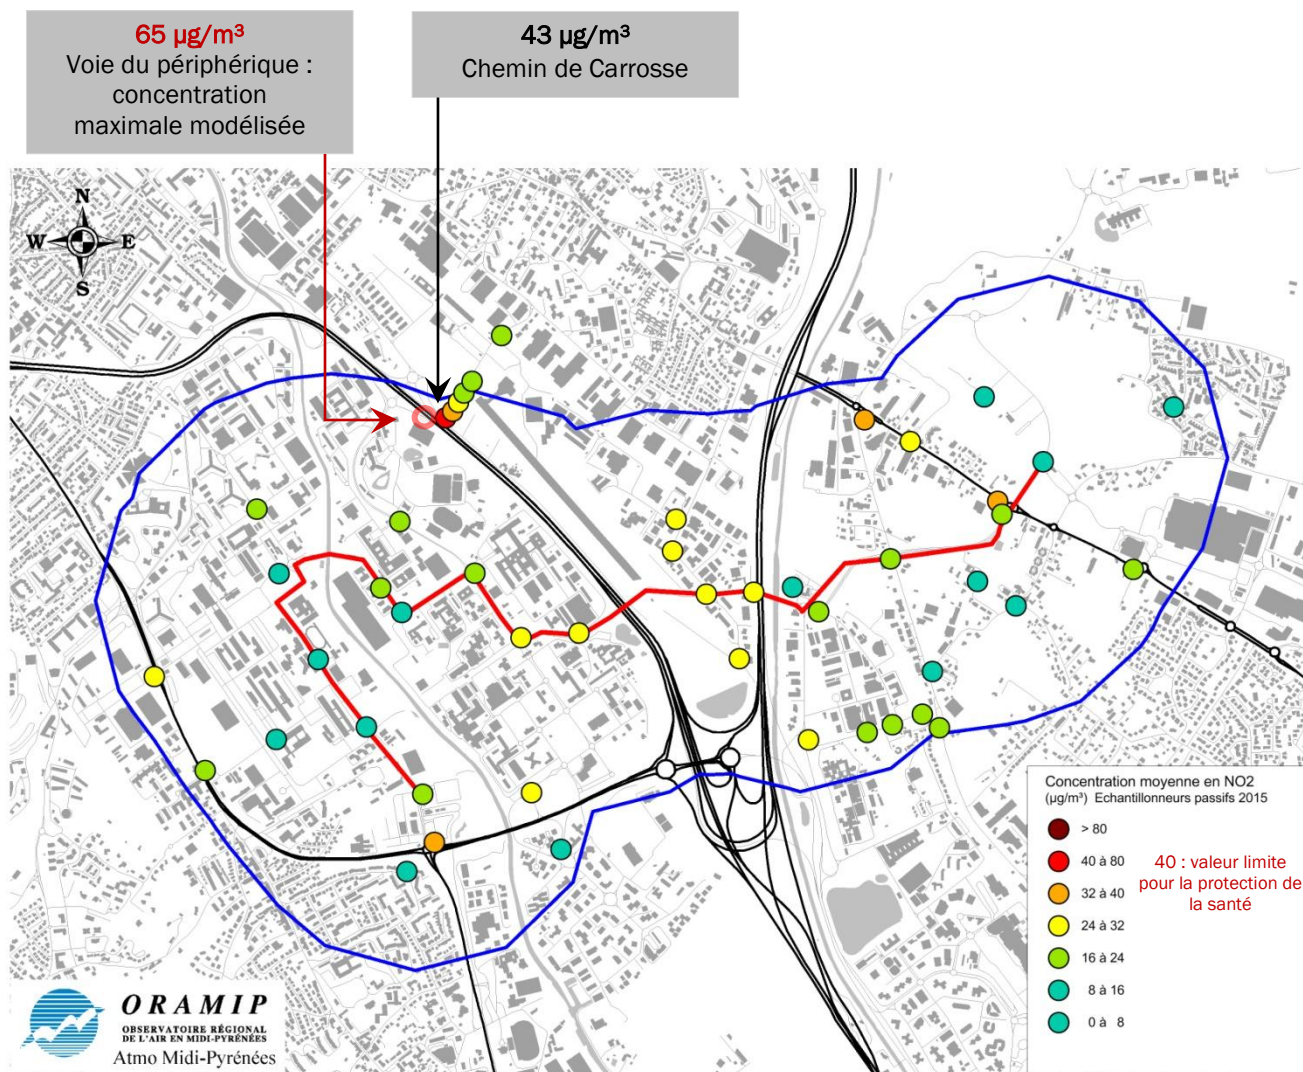 65 µg/m³
Voie du périphérique :
concentration
maximale modélisée
43 µg/m³
Chemin de Carrosse
N
W
E
S
Concentration moyenne en NO2
(µg/m³) Echantillonneurs passifs 2015
> 80
40 à 80
32 à 40
24 à 32
16 à 24
8 à 16
0 à 8
40 : valeur limite
pour la protection de
la santé
ORAMIP
OBSERVATOIRE RÉGIONAL
DE L'AIR EN MIDI-PYRÉNÉES
Atmo Midi-Pyrénées